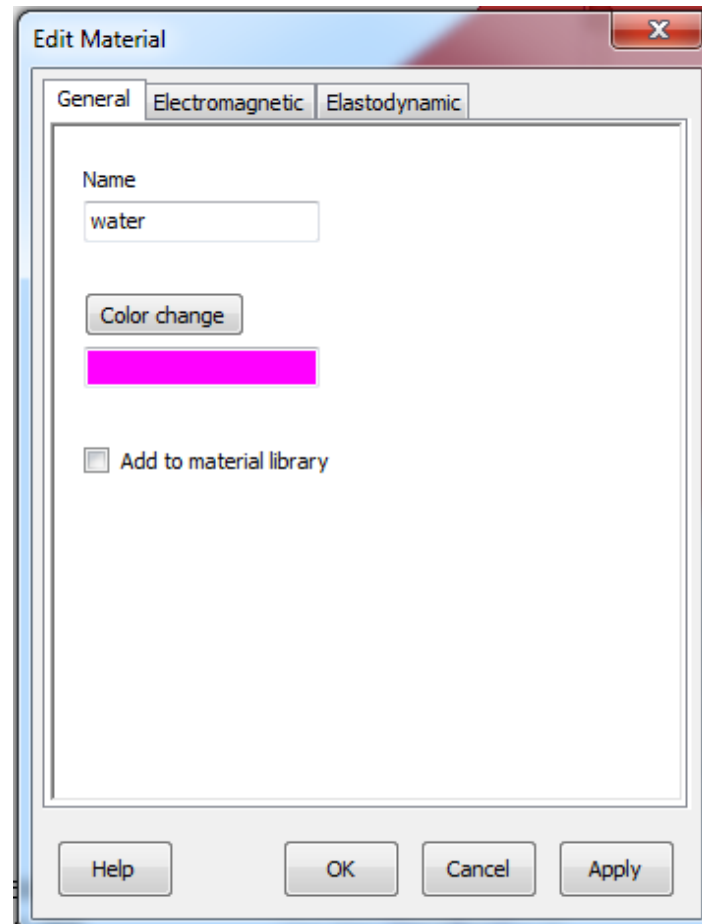 Edit Material
General Electromagnetic Elastodynamic
Name
water
Color change
Add to material library
Help OK Cancel Apply